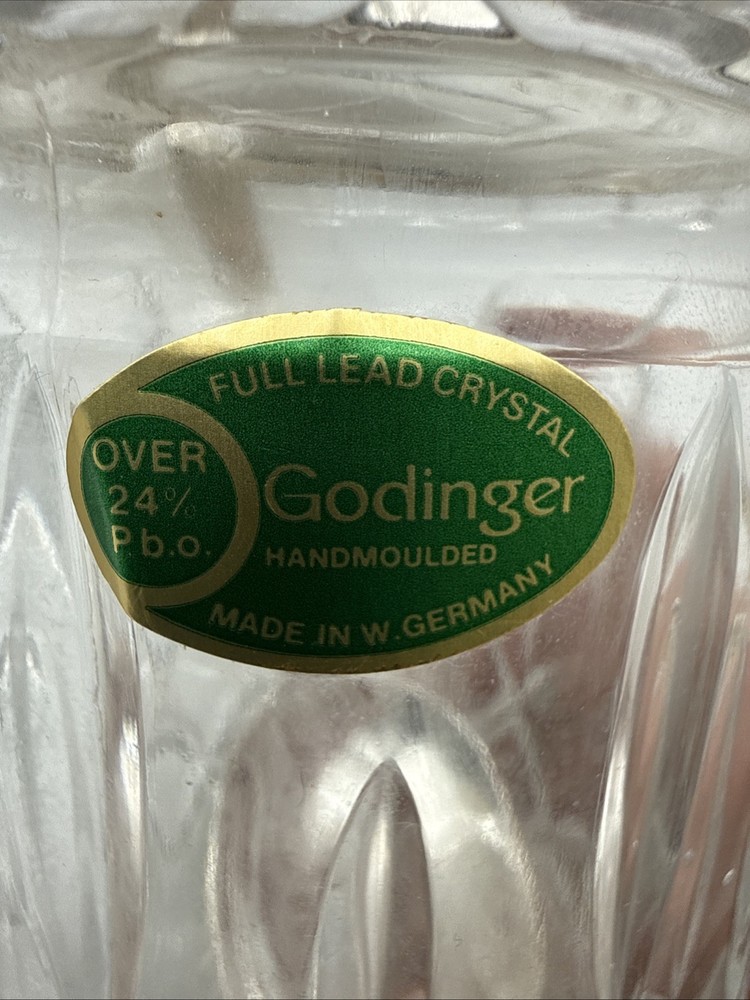 FULL LEAD CRYSTAL
OVER
24%
Pb.o.
Godinger
HANDMOULDED
MADE IN W.GERMANY